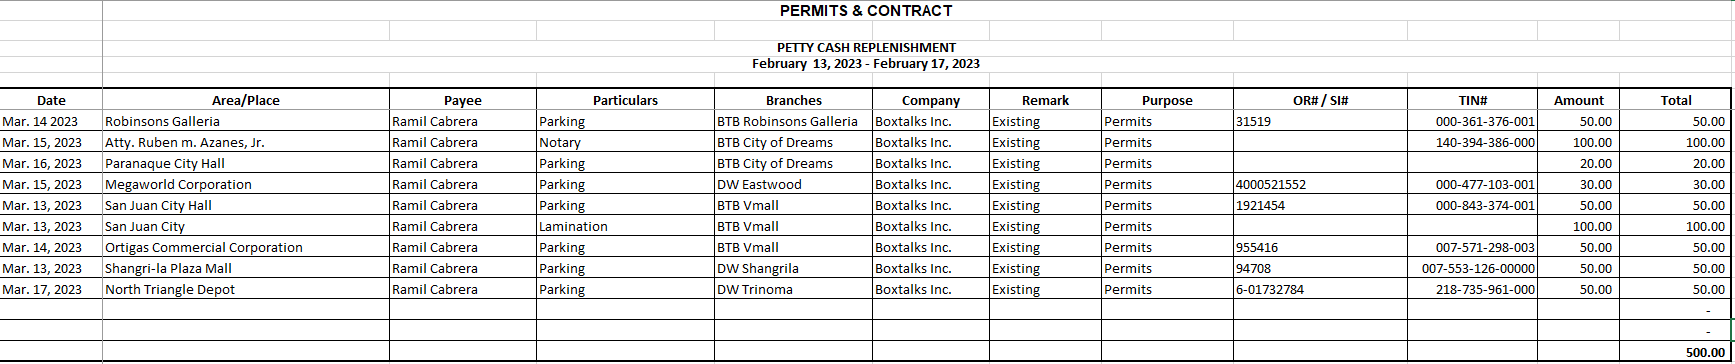 PERMITS & CONTRACT
PETTY CASH REPLENISHMENT
February 13, 2023 - February 17, 2023
Date Area/Place Payee Particulars Branches Company Remark Purpose OR# / SI# TIN# Amount Total
Mar. 14 2023 Robinsons Galleria Ramil Cabrera Parking BTB Robinsons Galleria Boxtalks Inc. Existing Permits 31519 000-361-376-001 50.00 50.00
Mar. 15, 2023 Atty. Ruben m. Azanes, Jr. Ramil Cabrera Notary BTB City of Dreams Boxtalks Inc. Existing Permits 140-394-386-000 100.00 100.00
Mar. 16, 2023 Paranaque City Hall Ramil Cabrera Parking BTB City of Dreams Boxtalks Inc. Existing Permits 20.00 20.00
Mar. 15, 2023 Megaworld Corporation Ramil Cabrera Parking DW Eastwood Boxtalks Inc. Existing Permits 4000521552 000-477-103-001 30.00 30.00
Mar. 13, 2023 San Juan City Hall Ramil Cabrera Parking BTB Vmall Boxtalks Inc. Existing Permits 1921454 000-843-374-001 50.00 50.00
Mar. 13, 2023 San Juan City Ramil Cabrera Lamination BTB Vmall Boxtalks Inc. Existing Permits 100.00 100.00
Mar. 14, 2023 Ortigas Commercial Corporation Ramil Cabrera Parking BTB Vmall Boxtalks Inc. Existing Permits 955416 007-571-298-003 50.00 50.00
Mar. 13, 2023 Shangri-la Plaza Mall Ramil Cabrera Parking DW Shangrila Boxtalks Inc. Existing Permits 94708 007-553-126-00000 50.00 50.00
Mar. 17, 2023 North Triangle Depot Ramil Cabrera Parking DW Trinoma Boxtalks Inc. Existing Permits 6-01732784 218-735-961-000 50.00 50.00
-
-
500.00